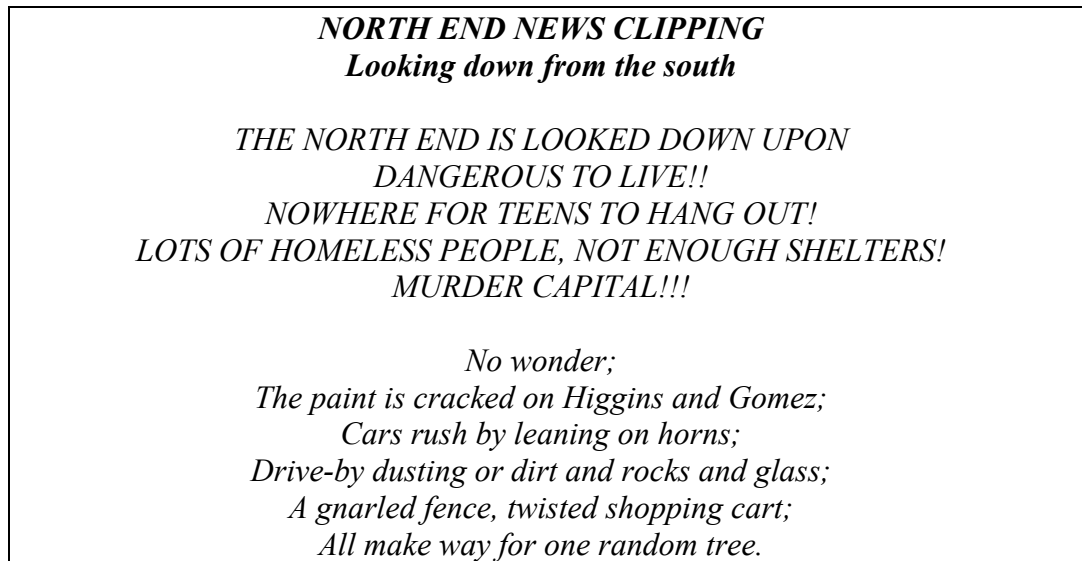 NORTH END NEWS CLIPPING
Looking down from the south
THE NORTH END IS LOOKED DOWN UPON
DANGEROUS TO LIVE!!
NOWHERE FOR TEENS TO HANG OUT!
LOTS OF HOMELESS PEOPLE, NOT ENOUGH SHELTERS!
MURDER CAPITAL!!!
No wonder;
The paint is cracked on Higgins and Gomez;
Cars rush by leaning on horns;
Drive-by dusting or dirt and rocks and glass;
A gnarled fence, twisted shopping cart;
All make way for one random tree.